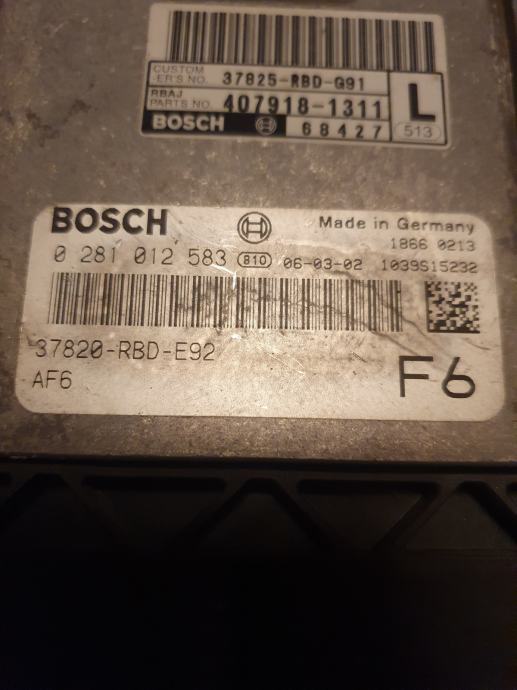 CUSTOM
-ER'S NO. 37825-RBD-G91
RBAJ
PARTS NO. 407918-1311
L
BOSCH 68427 513
BOSCH Made in Germany
1866 0213
0 281 012 583 810 06-03-02 1039S15232
37820-RBD-E92
AF6
F6